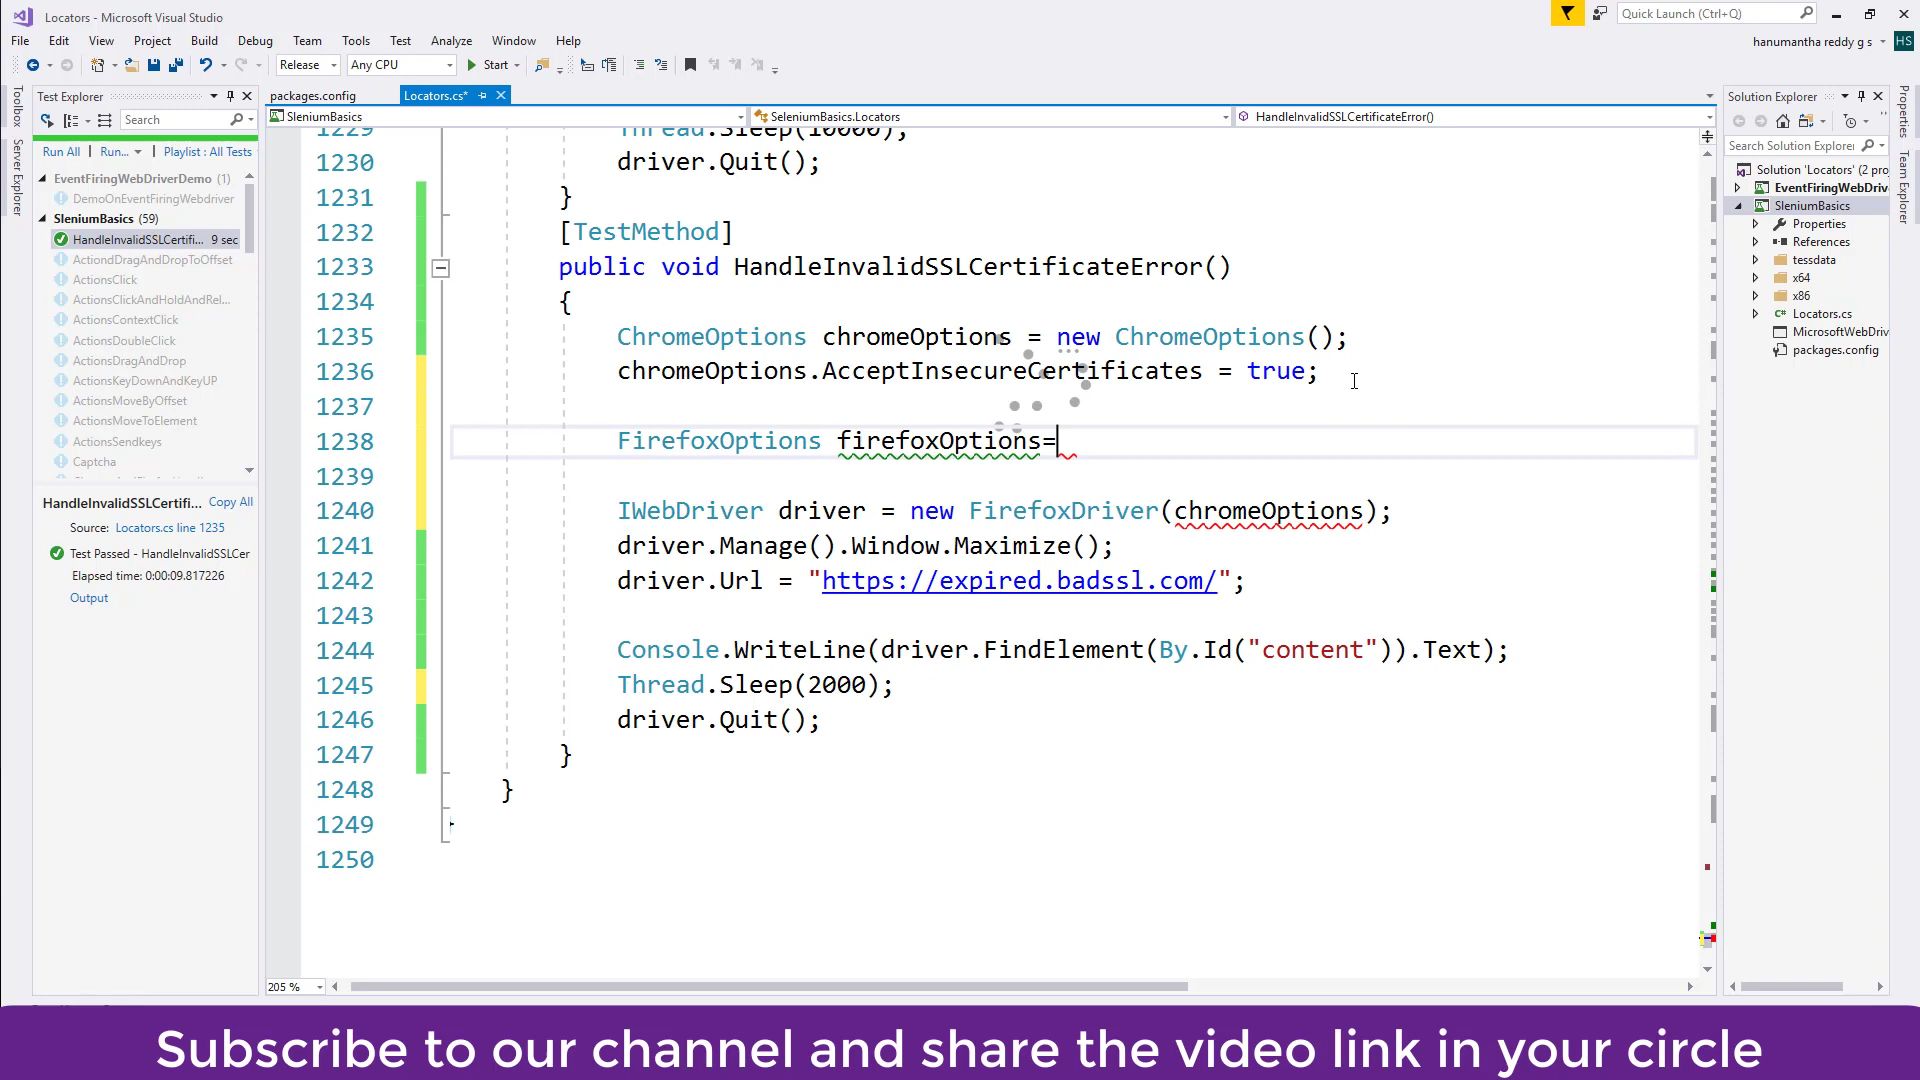 Locators - Microsoft Visual Studio
Quick Launch (Ctrl+Q)
File Edit View Project Build Debug Team Tools Test Analyze Window Help
hanumantha reddy g s HS
Release Any CPU Start
Toolbox
Server Explorer
Test Explorer
Search
Run All | Run... | Playlist : All Tests
EventFiringWebDriverDemo (1)
DemoOnEventFiringWebdriver
SleniumBasics (59)
HandleInvalidSSLCertifi... 9 sec
ActiondDragAndDropToOffset
ActionsClick
ActionsClickAndHoldAndRel...
ActionsContextClick
ActionsDoubleClick
ActionsDragAndDrop
ActionsKeyDownAndKeyUP
ActionsMoveByOffset
ActionsMoveToElement
ActionsSendkeys
Captcha
HandleInvalidSSLCertifi... Copy All
Source: Locators.cs line 1235
Test Passed - HandleInvalidSSLCer
Elapsed time: 0:00:09.817226
Output
packages.config Locators.cs*
SleniumBasics SeleniumBasics.Locators HandleInvalidSSLCertificateError()
1229 Thread.Sleep(10000);
1230 driver.Quit();
1231 }
1232 [TestMethod]
1233 public void HandleInvalidSSLCertificateError()
1234 {
1235 ChromeOptions chromeOptions = new ChromeOptions();
1236 chromeOptions.AcceptInsecureCertificates = true;
1237
1238 FirefoxOptions firefoxOptions=
1239
1240 IWebDriver driver = new FirefoxDriver(chromeOptions);
1241 driver.Manage().Window.Maximize();
1242 driver.Url = "https://expired.badssl.com/";
1243
1244 Console.WriteLine(driver.FindElement(By.Id("content")).Text);
1245 Thread.Sleep(2000);
1246 driver.Quit();
1247 }
1248 }
1249
1250
205 %
Solution Explorer
Search Solution Explorer
Solution 'Locators' (2 proj
EventFiringWebDriv
SleniumBasics
Properties
References
tessdata
x64
x86
Locators.cs
MicrosoftWebDriv
packages.config
Properties
Team Explorer
Subscribe to our channel and share the video link in your circle